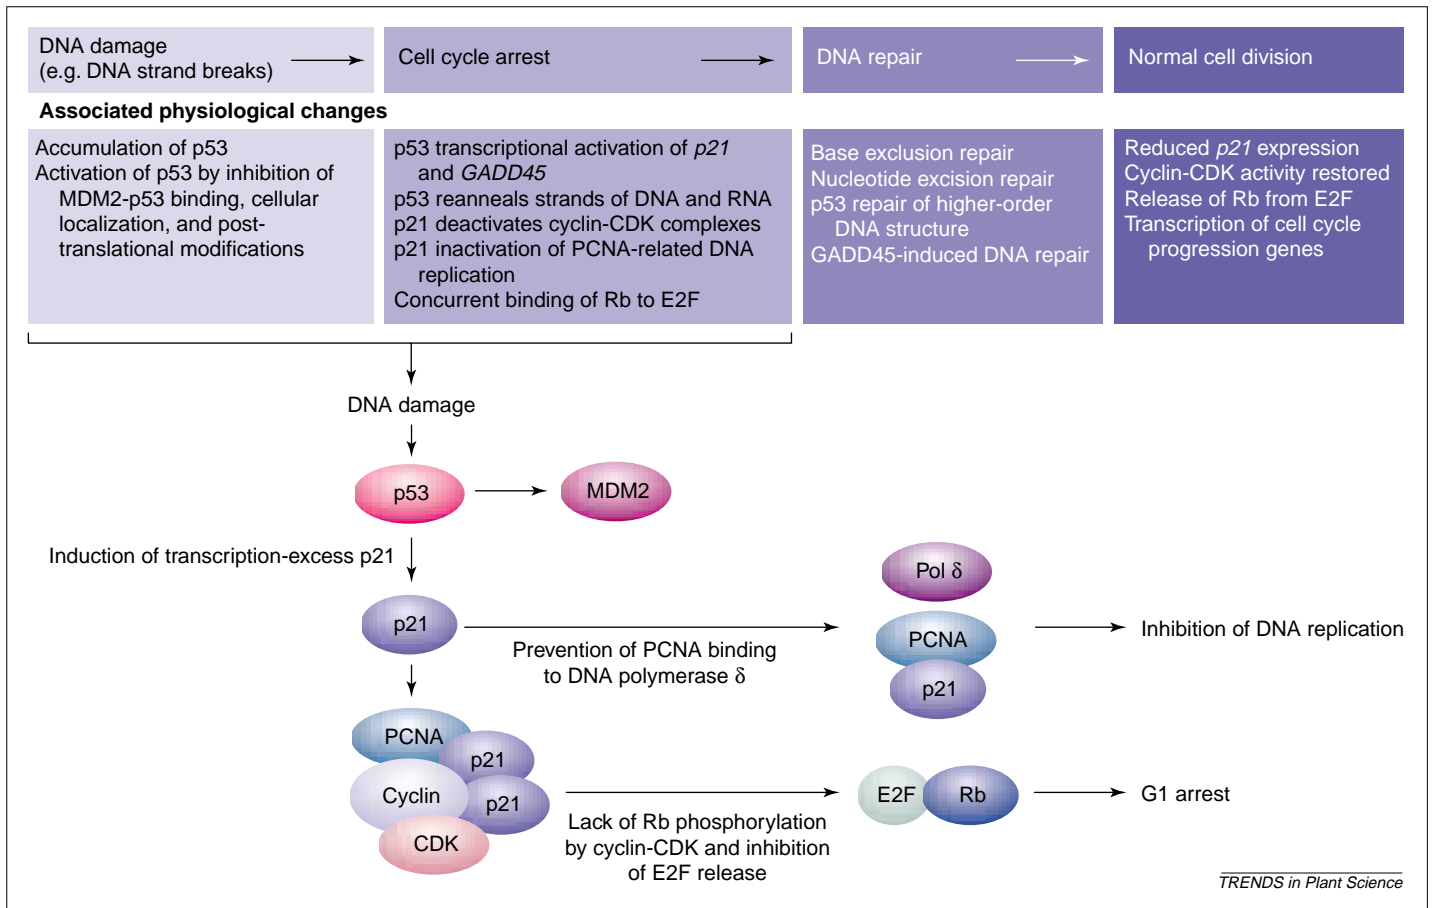 DNA damage
(e.g. DNA strand breaks)
Cell cycle arrest
DNA repair
Normal cell division
Associated physiological changes
Accumulation of p53
Activation of p53 by inhibition of
MDM2-p53 binding, cellular
localization, and post-
translational modifications
p53 transcriptional activation of p21
and GADD45
p53 reanneals strands of DNA and RNA
p21 deactivates cyclin-CDK complexes
p21 inactivation of PCNA-related DNA
replication
Concurrent binding of Rb to E2F
Base exclusion repair
Nucleotide excision repair
p53 repair of higher-order
DNA structure
GADD45-induced DNA repair
Reduced p21 expression
Cyclin-CDK activity restored
Release of Rb from E2F
Transcription of cell cycle
progression genes
DNA damage
p53
MDM2
Induction of transcription-excess p21
p21
Prevention of PCNA binding
to DNA polymerase δ
Pol δ
PCNA
p21
Inhibition of DNA replication
PCNA
p21
Cyclin
p21
CDK
Lack of Rb phosphorylation
by cyclin-CDK and inhibition
of E2F release
E2F
Rb
G1 arrest
TRENDS in Plant Science